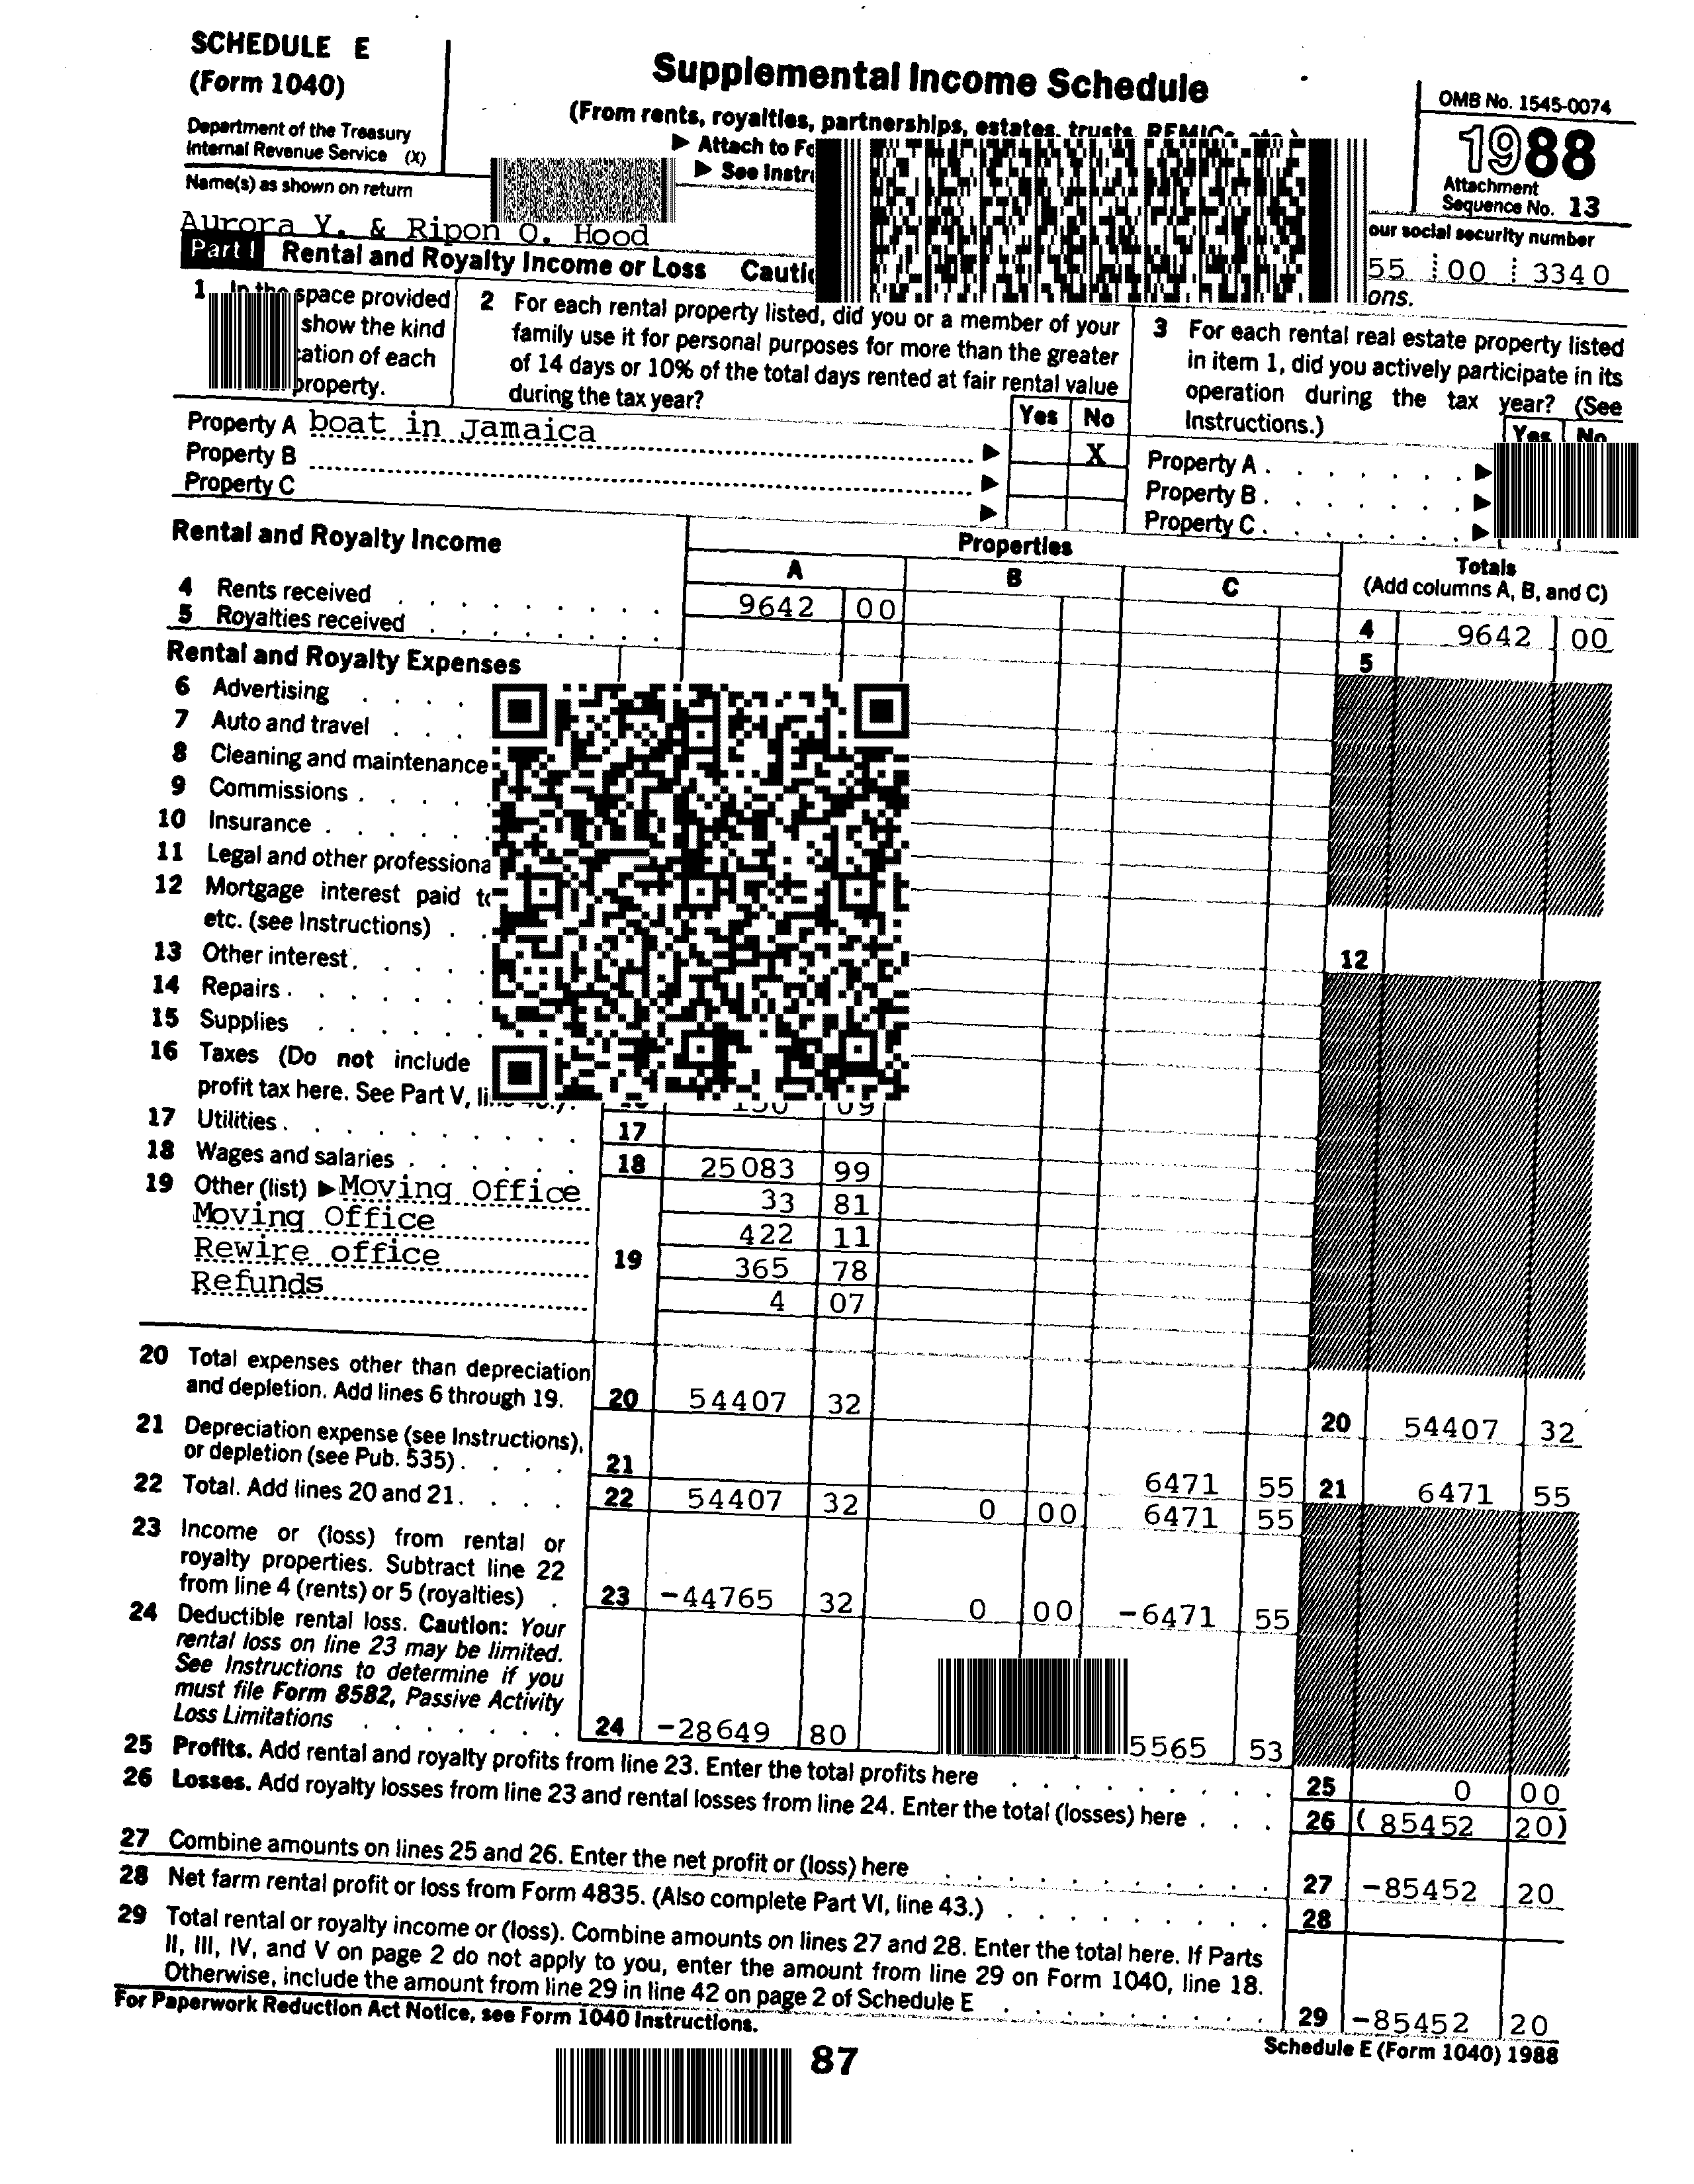 SCHEDULE E
(Form 1040)
Department of the Treasury
Internal Revenue Service (X)
Supplemental Income Schedule
(From rents, royalties, partnerships, estates, trusts, REMICs, etc.)
▶ Attach to
▶ See
OMB No. 1545-0074
1988
Attachment
Sequence No. 13
Name(s) as shown on return
Aurora Y. & Ripon Q. Hood
our social security number
55 00 3340
Part I Rental and Royalty Income or Loss
ons.
1 In the space provided
show the kind
of each
property.
2 For each rental property listed, did you or a member of your
family use it for personal purposes for more than the greater
of 14 days or 10% of the total days rented at fair rental value
during the tax year?
Yes No
3 For each rental real estate property listed
in item 1, did you actively participate in its
operation during the tax year? (See
Instructions.)
Yes No
Property A boat in Jamaica ▶ X
Property B ▶
Property C ▶
Property A . . . . . . ▶
Property B . . . . . . ▶
Property C . . . . . . ▶
Rental and Royalty Income
Properties
A B C
Totals
(Add columns A, B, and C)
4 Rents received 9642 00 4 9642 00
5 Royalties received 5
Rental and Royalty Expenses
6 Advertising
7 Auto and travel
8 Cleaning and maintenance
9 Commissions
10 Insurance
11 Legal and other
12 Mortgage interest paid
etc. (see Instructions) 12
13 Other interest
14 Repairs
15 Supplies
16 Taxes (Do not include
profit tax here. See Part V,
17 Utilities 17
18 Wages and salaries 18 25083 99
19 Other (list) ▶ Moving Office 33 81
Moving Office 422 11
Rewire office 19 365 78
Refunds 4 07
20 Total expenses other than depreciation
and depletion. Add lines 6 through 19. 20 54407 32 20 54407 32
21 Depreciation expense (see Instructions),
or depletion (see Pub. 535) 21 6471 55 21 6471 55
22 Total. Add lines 20 and 21. 22 54407 32 0 00 6471 55
23 Income or (loss) from rental or
royalty properties. Subtract line 22
from line 4 (rents) or 5 (royalties) 23 -44765 32 0 00 -6471 55
24 Deductible rental loss. Caution: Your
rental loss on line 23 may be limited.
See Instructions to determine if you
must file Form 8582, Passive Activity
Loss Limitations 24 -28649 80 5565 53
25 Profits. Add rental and royalty profits from line 23. Enter the total profits here 25 0 00
26 Losses. Add royalty losses from line 23 and rental losses from line 24. Enter the total (losses) here 26 ( 85452 20)
27 Combine amounts on lines 25 and 26. Enter the net profit or (loss) here 27 -85452 20
28 Net farm rental profit or loss from Form 4835. (Also complete Part VI, line 43.) 28
29 Total rental or royalty income or (loss). Combine amounts on lines 27 and 28. Enter the total here. If Parts
II, III, IV, and V on page 2 do not apply to you, enter the amount from line 29 on Form 1040, line 18.
Otherwise, include the amount from line 29 in line 42 on page 2 of Schedule E 29 -85452 20
For Paperwork Reduction Act Notice, see Form 1040 Instructions.
Schedule E (Form 1040) 1988
87